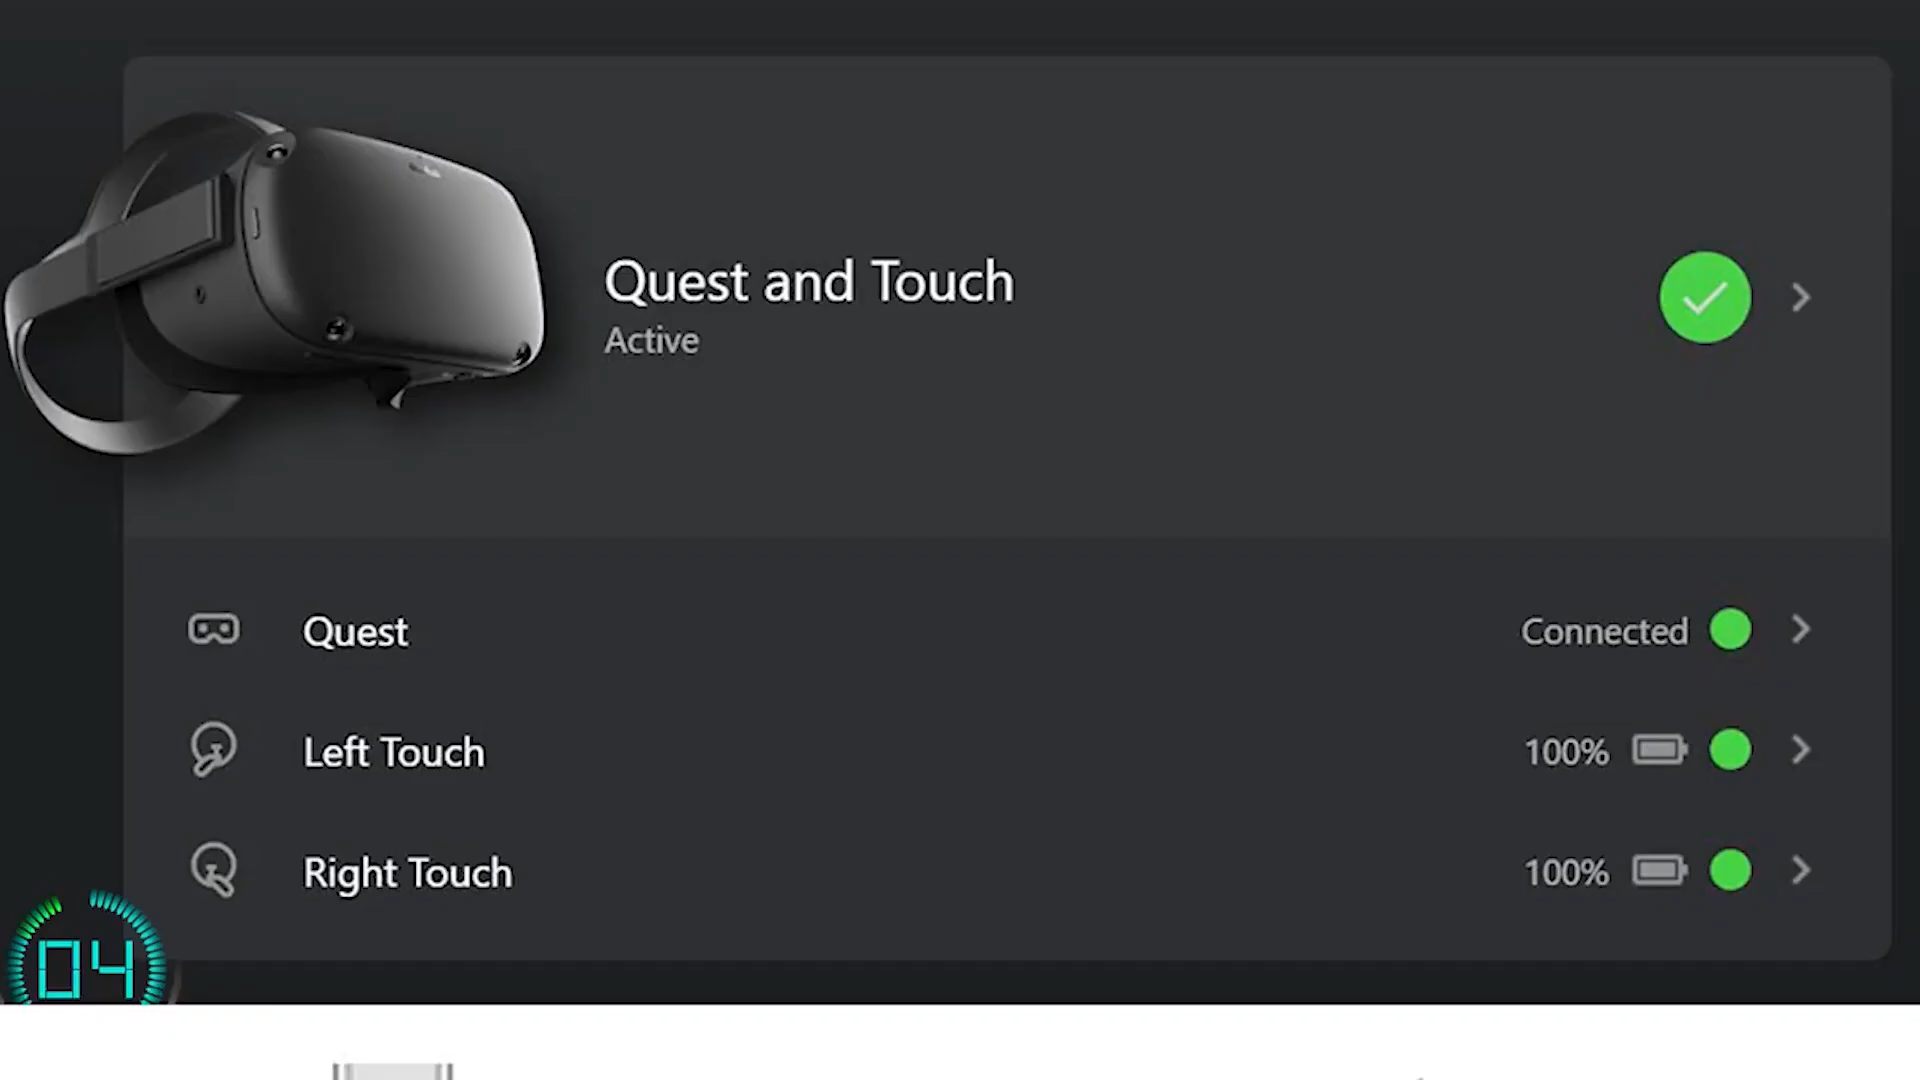 Quest and Touch
Active
Quest
Connected
Left Touch
100%
Right Touch
100%
04